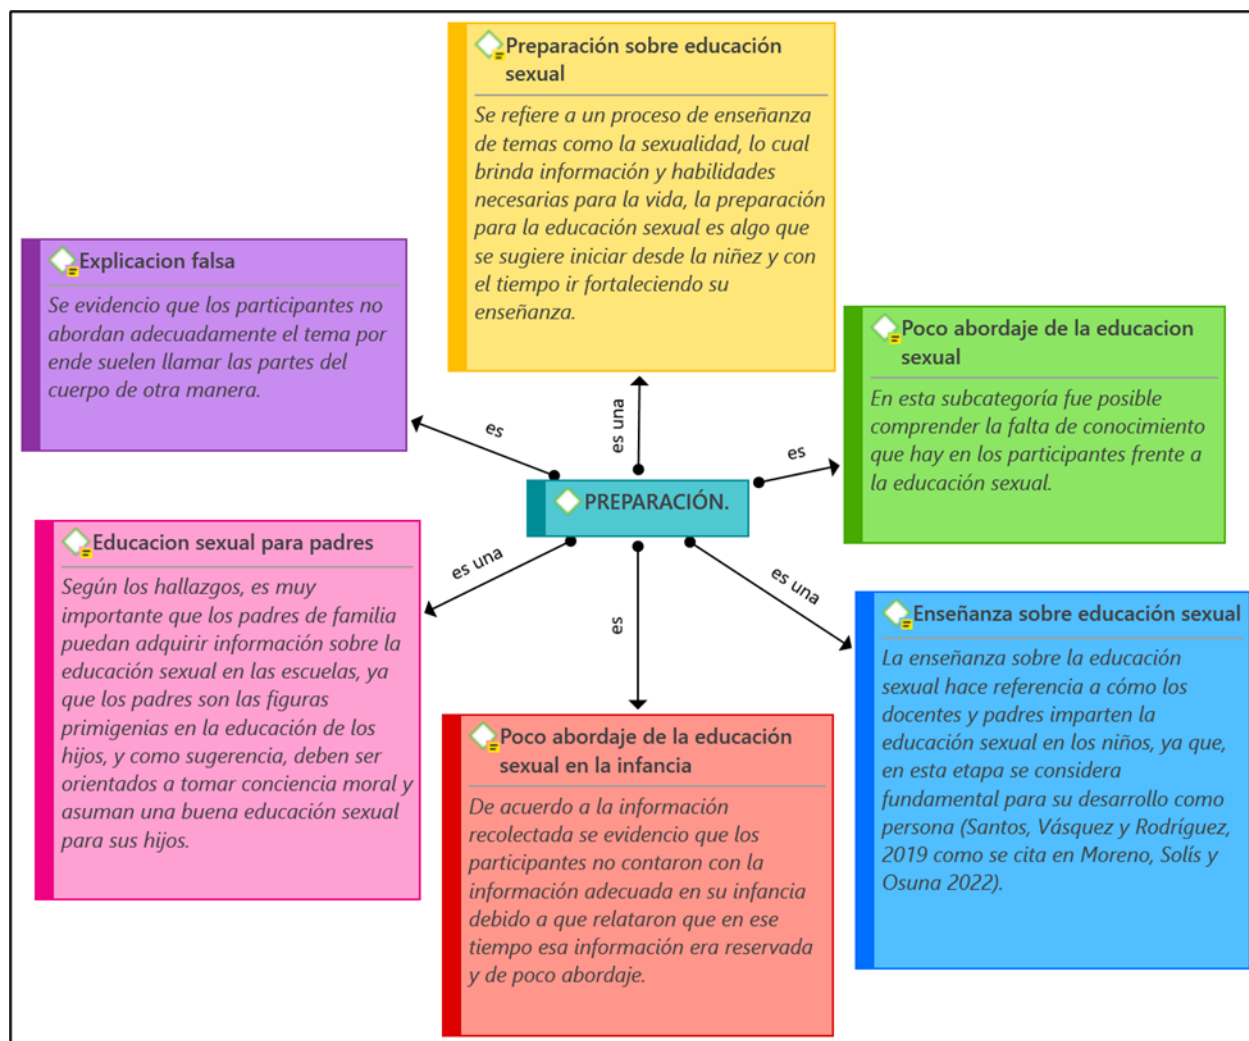 Preparación sobre educación
sexual
Se refiere a un proceso de enseñanza
de temas como la sexualidad, lo cual
brinda información y habilidades
necesarias para la vida, la preparación
para la educación sexual es algo que
se sugiere iniciar desde la niñez y con
el tiempo ir fortaleciendo su
enseñanza.
Explicacion falsa
Se evidencio que los participantes no
abordan adecuadamente el tema por
ende suelen llamar las partes del
cuerpo de otra manera.
Poco abordaje de la educacion
sexual
En esta subcategoría fue posible
comprender la falta de conocimiento
que hay en los participantes frente a
la educación sexual.
es
es una
es
PREPARACIÓN.
es una
es
es una
Educacion sexual para padres
Según los hallazgos, es muy
importante que los padres de familia
puedan adquirir información sobre la
educación sexual en las escuelas, ya
que los padres son las figuras
primigenias en la educación de los
hijos, y como sugerencia, deben ser
orientados a tomar conciencia moral y
asuman una buena educación sexual
para sus hijos.
Enseñanza sobre educación sexual
La enseñanza sobre la educación
sexual hace referencia a cómo los
docentes y padres imparten la
educación sexual en los niños, ya que,
en esta etapa se considera
fundamental para su desarrollo como
persona (Santos, Vásquez y Rodríguez,
2019 como se cita en Moreno, Solís y
Osuna 2022).
Poco abordaje de la educación
sexual en la infancia
De acuerdo a la información
recolectada se evidencio que los
participantes no contaron con la
información adecuada en su infancia
debido a que relataron que en ese
tiempo esa información era reservada
y de poco abordaje.